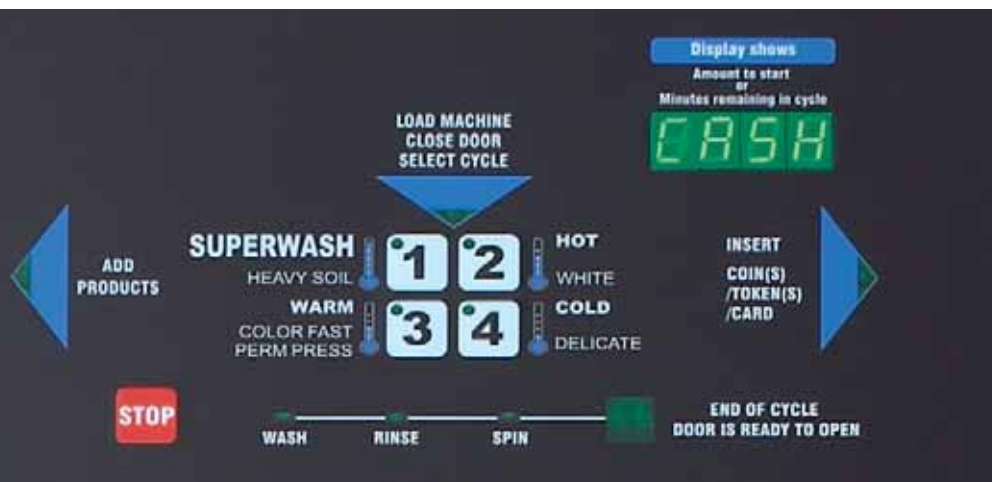 Display shows
Amount to start
or
Minutes remaining in cycle
CASH
LOAD MACHINE
CLOSE DOOR
SELECT CYCLE
ADD
PRODUCTS
SUPERWASH
HEAVY SOIL
1
2
HOT
WHITE
WARM
COLOR FAST
PERM PRESS
3
4
COLD
DELICATE
INSERT
COIN(S)
/TOKEN(S)
/CARD
STOP
WASH
RINSE
SPIN
END OF CYCLE
DOOR IS READY TO OPEN